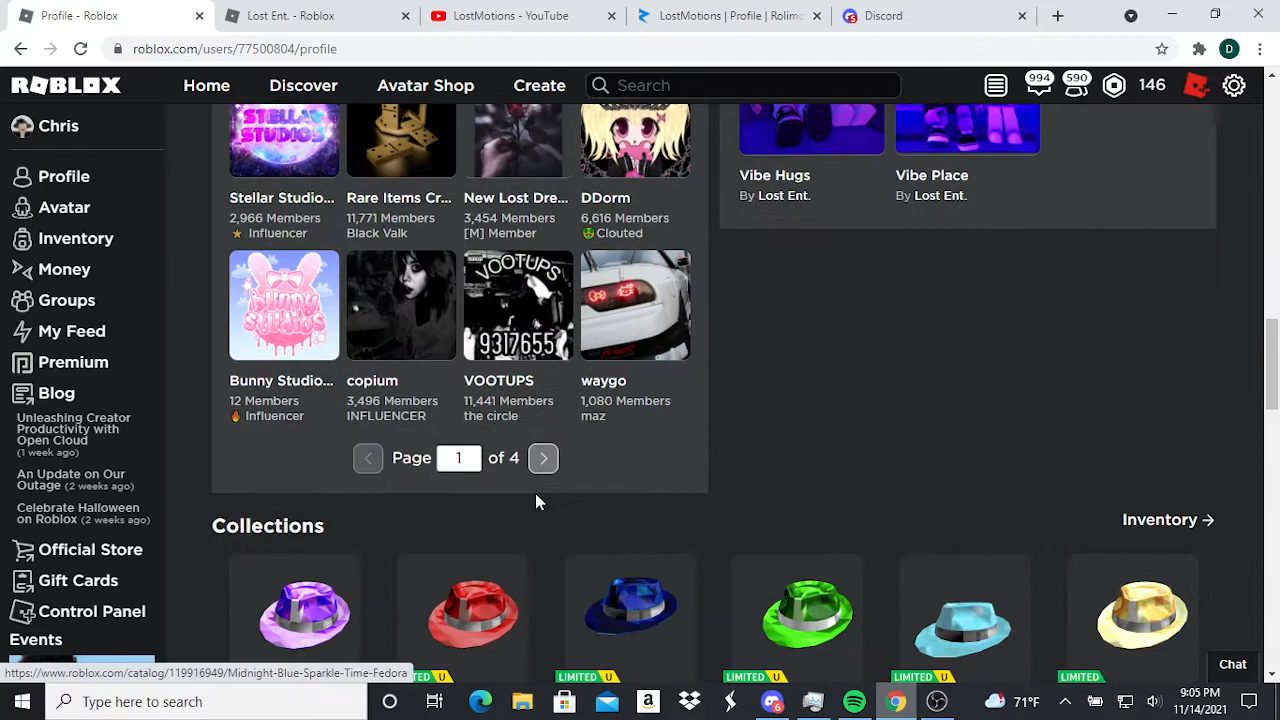 Profile - Roblox
Lost Ent. - Roblox
LostMotions - YouTube
LostMotions | Profile | Rolimo
Discord
roblox.com/users/77500804/profile
D
ROBLOX
Home
Discover
Avatar Shop
Create
Search
994
590
146
Chris
Profile
Avatar
Inventory
Money
Groups
My Feed
Premium
Blog
Unleashing Creator
Productivity with
Open Cloud
(1 week ago)
An Update on Our
Outage (2 weeks ago)
Celebrate Halloween
on Roblox (2 weeks ago)
Official Store
Gift Cards
Control Panel
Events
STELLAR
STUDIOS
Stellar Studio...
2,966 Members
Influencer
Rare Items Cr...
11,771 Members
Black Valk
New Lost Dre...
3,454 Members
[M] Member
DDorm
6,616 Members
Clouted
Bunny
Studios
Bunny Studio...
12 Members
Influencer
copium
3,496 Members
INFLUENCER
VOOTUPS
9317655
VOOTUPS
11,441 Members
the circle
waygo
1,080 Members
maz
Page 1 of 4
Vibe Hugs
By Lost Ent.
Vibe Place
By Lost Ent.
Collections
Inventory
LIMITED U
LIMITED U
LIMITED U
LIMITED
Chat
https://www.roblox.com/catalog/119916949/Midnight-Blue-Sparkle-Time-Fedora
Type here to search
6
71°F
9:05 PM
11/14/2021